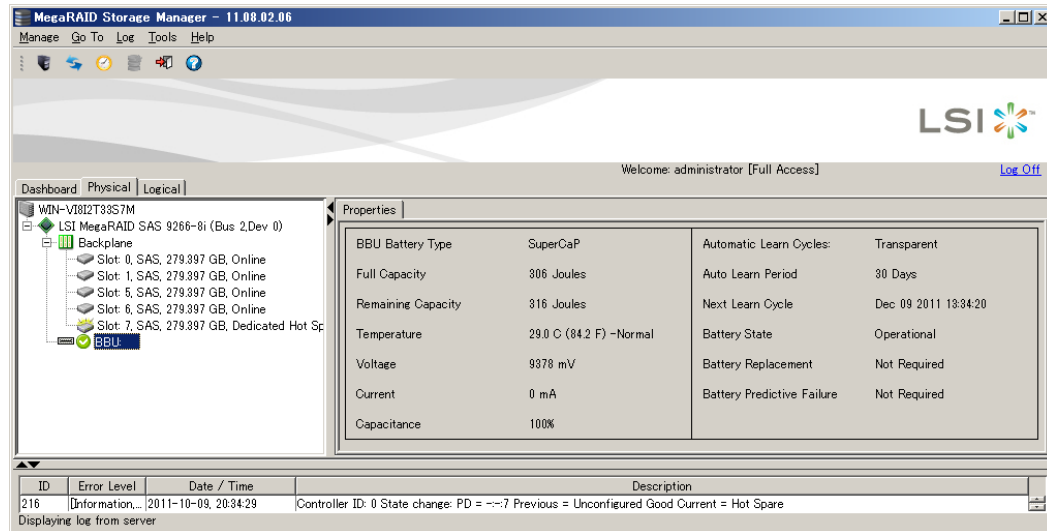 MegaRAID Storage Manager - 11.08.02.06
Manage Go To Log Tools Help
LSI
Welcome: administrator [Full Access] Log Off
Dashboard Physical Logical
WIN-VI8I2T33S7M
LSI MegaRAID SAS 9266-8i (Bus 2,Dev 0)
Backplane
Slot: 0, SAS, 279.397 GB, Online
Slot: 1, SAS, 279.397 GB, Online
Slot: 5, SAS, 279.397 GB, Online
Slot: 6, SAS, 279.397 GB, Online
Slot: 7, SAS, 279.397 GB, Dedicated Hot Sp
BBU:
Properties
BBU Battery Type SuperCaP Automatic Learn Cycles: Transparent
Full Capacity 306 Joules Auto Learn Period 30 Days
Remaining Capacity 316 Joules Next Learn Cycle Dec 09 2011 13:34:20
Temperature 29.0 C (84.2 F) -Normal Battery State Operational
Voltage 9378 mV Battery Replacement Not Required
Current 0 mA Battery Predictive Failure Not Required
Capacitance 100%
ID Error Level Date / Time Description
216 [Information,... 2011-10-09, 20:34:29 Controller ID: 0 State change: PD = -:-:7 Previous = Unconfigured Good Current = Hot Spare
Displaying log from server